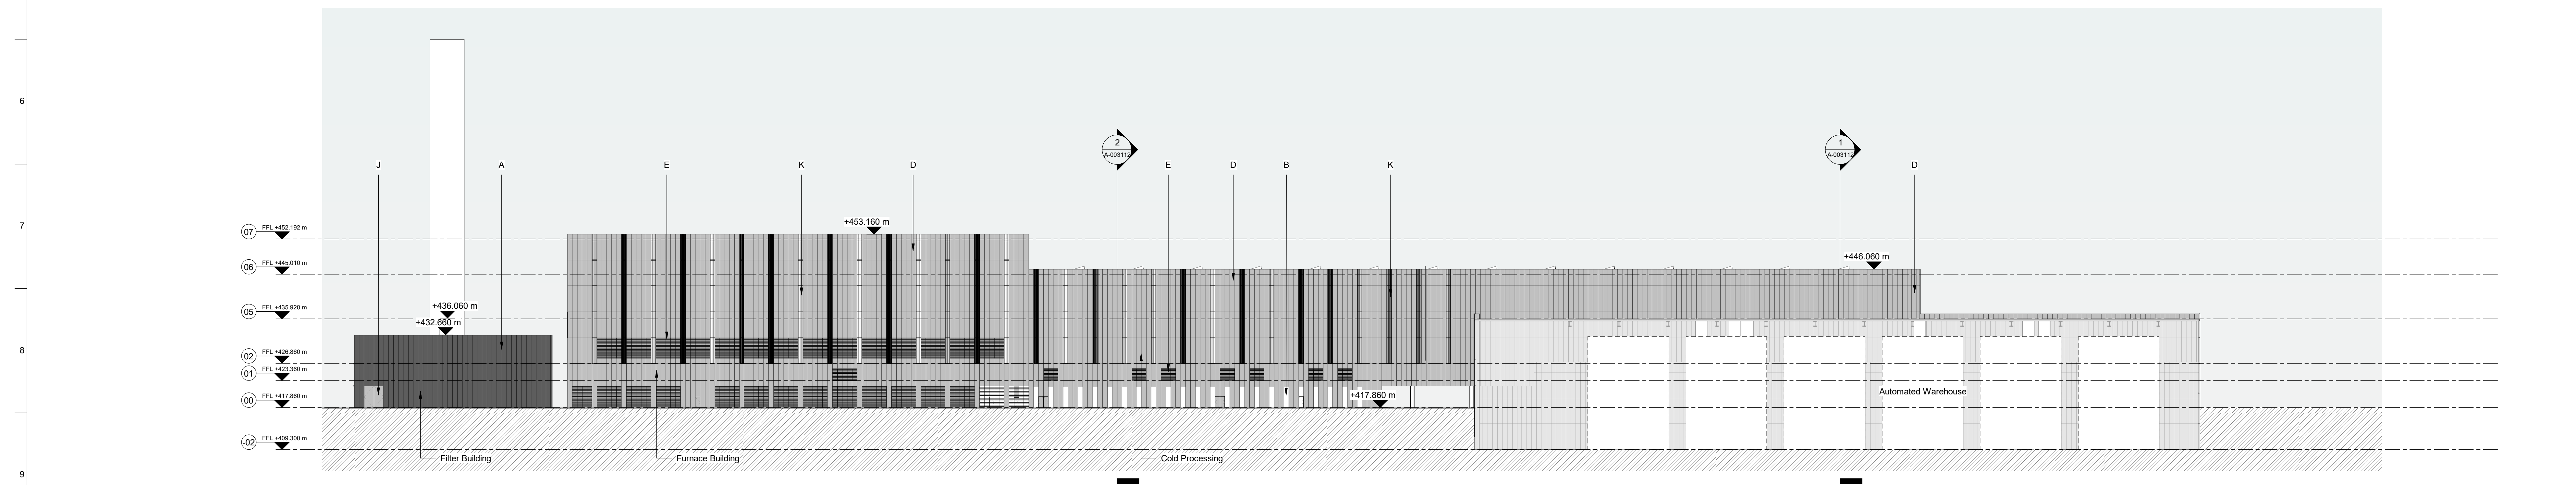 6
7
8
9
2
A-003112
1
A-003112
J
A
E
K
D
E
D
B
K
D
07 FFL +452.192 m
06 FFL +445.010 m
05 FFL +435.920 m
02 FFL +426.860 m
01 FFL +423.360 m
00 FFL +417.860 m
-02 FFL +409.300 m
+453.160 m
+446.060 m
+436.060 m
+432.660 m
+417.860 m
Automated Warehouse
Filter Building
Furnace Building
Cold Processing